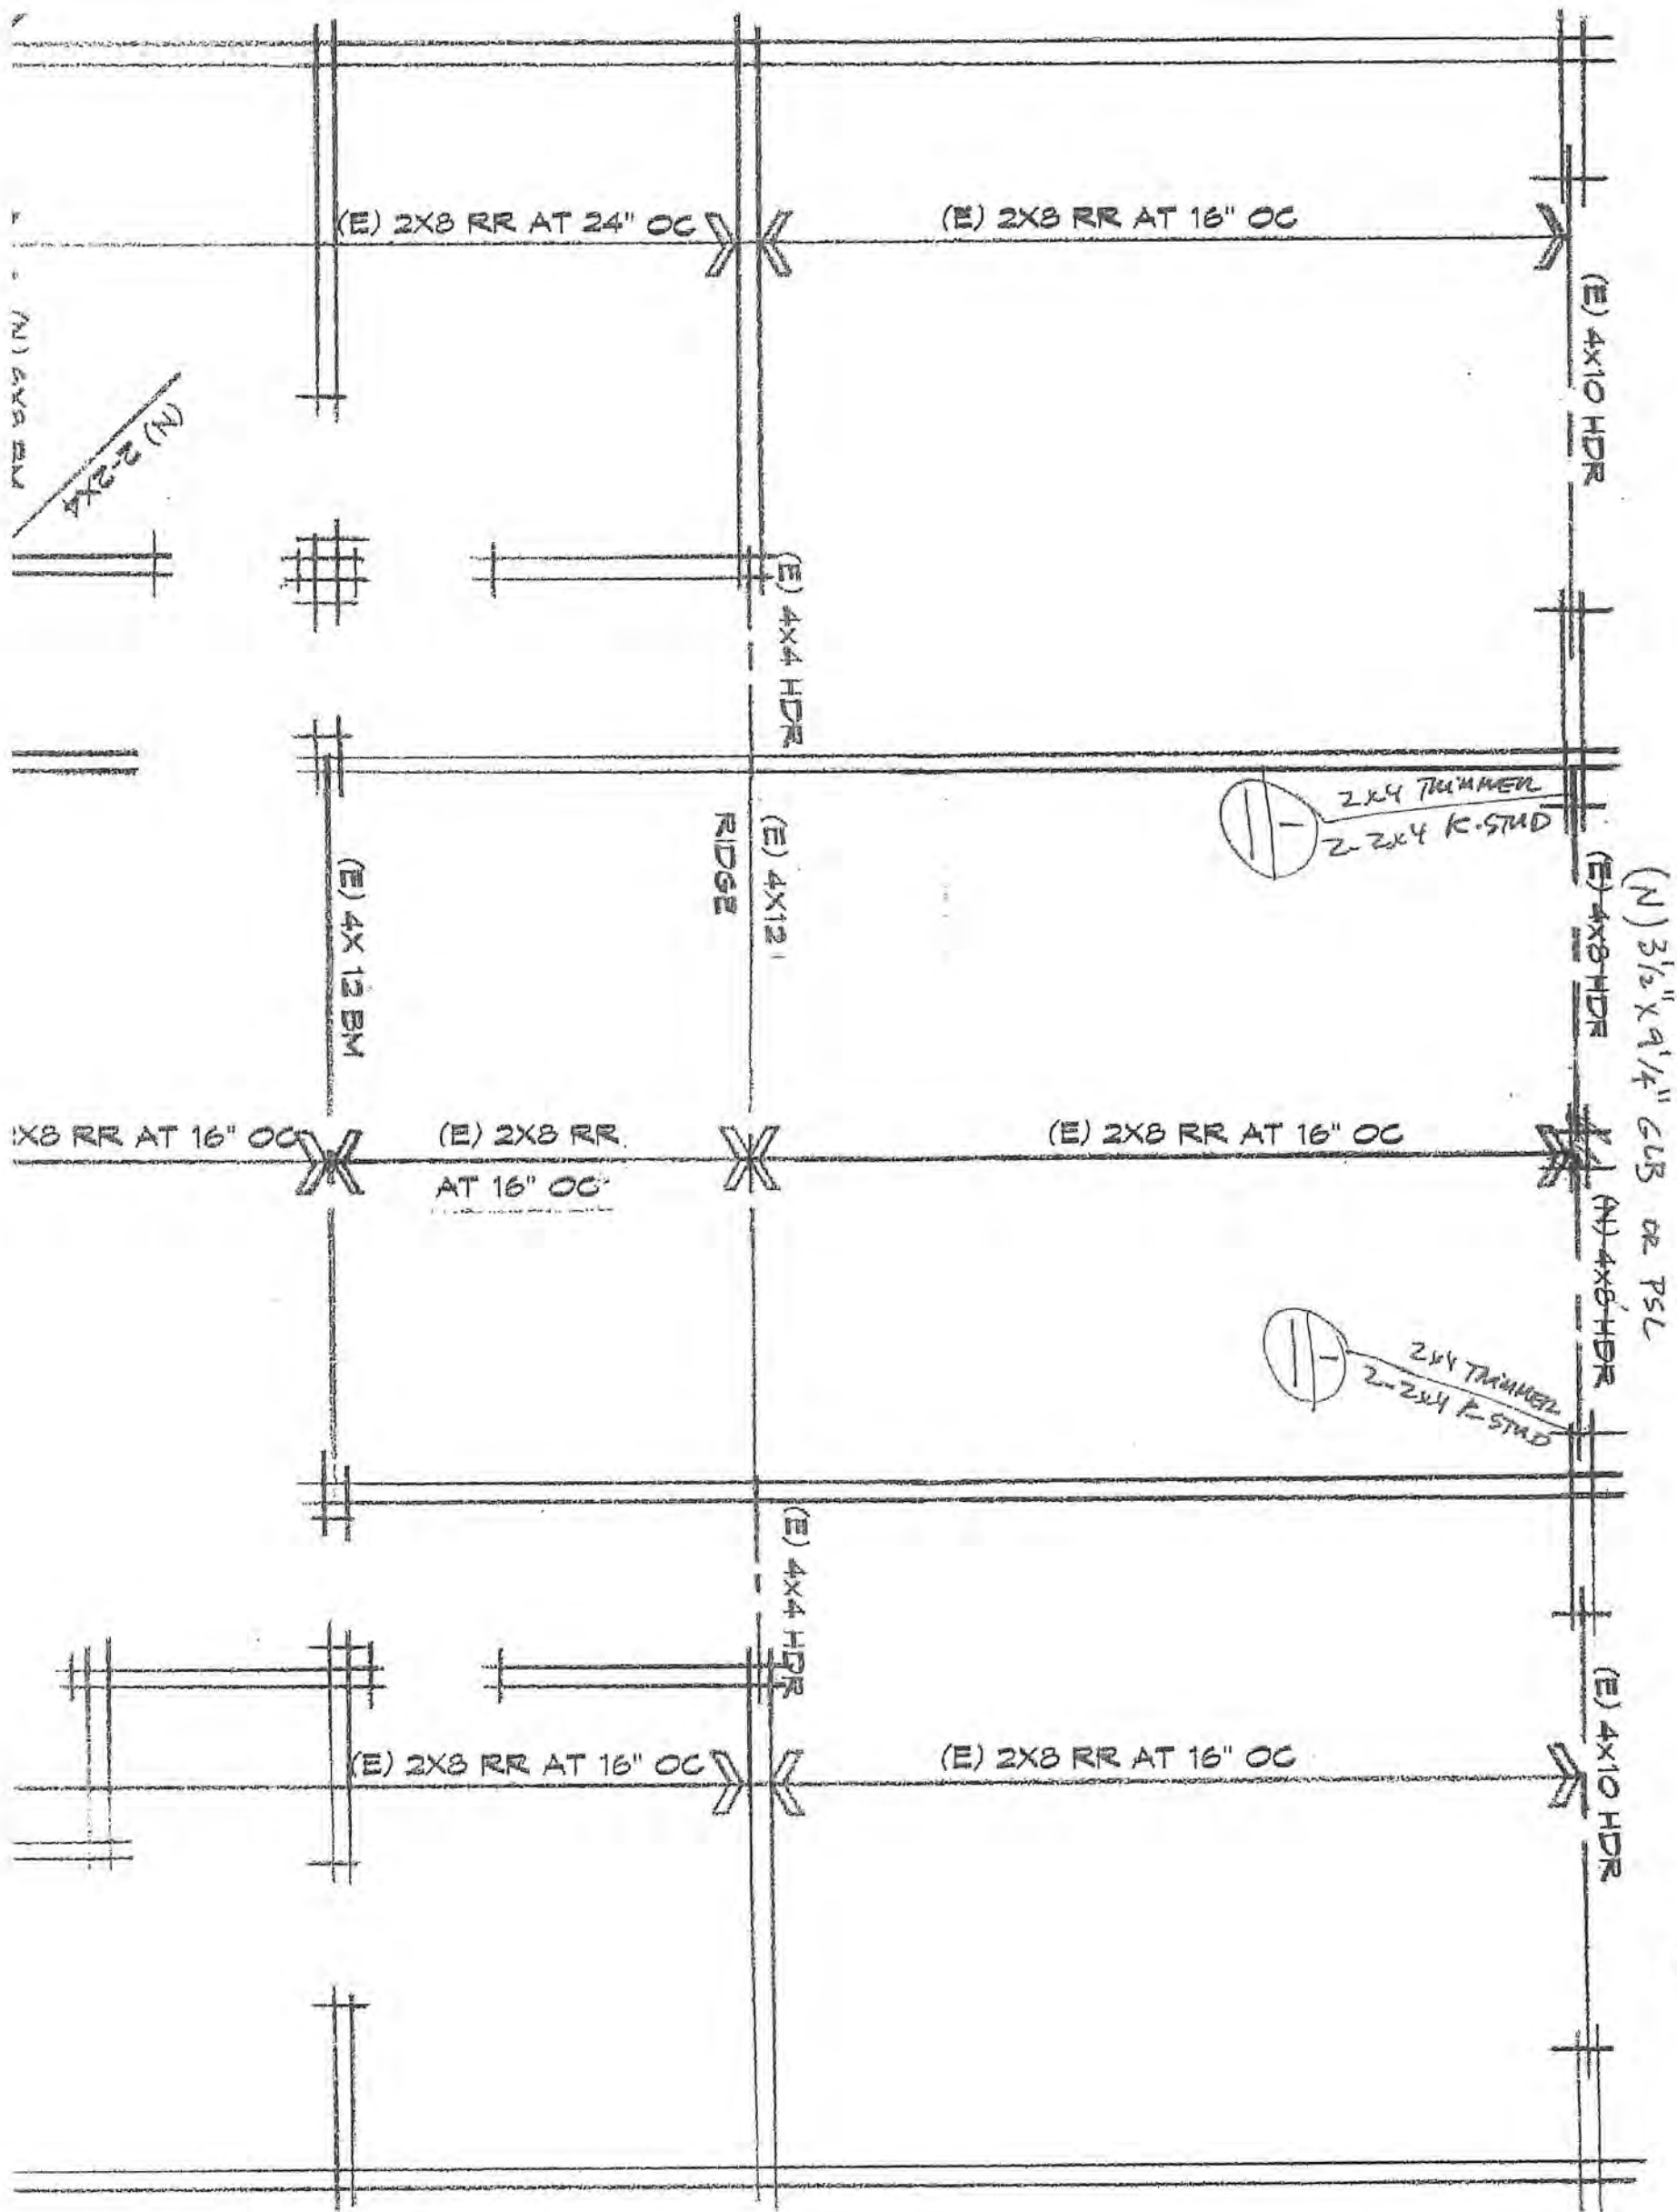 (E) 2X8 RR AT 24" OC
(E) 2X8 RR AT 16" OC
(E) 4x10 HDR
(N)
2-2X4
(E) 4x4 HDR
2x4 TRIMMER
2-2x4 K-STUD
(E) 4X12
RIDGE
(E) 4X 12 BM
(E) 4x8 HDR
(N) 3 1/2" x 9 1/4" GLB OR PSL
X8 RR AT 16" OC
(E) 2X8 RR
AT 16" OC
(E) 2X8 RR AT 16" OC
(N) 4x8 HDR
2x4 TRIMMER
2-2x4 K-STUD
(E) 4x4 HDR
(E) 2X8 RR AT 16" OC
(E) 2X8 RR AT 16" OC
(E) 4x10 HDR